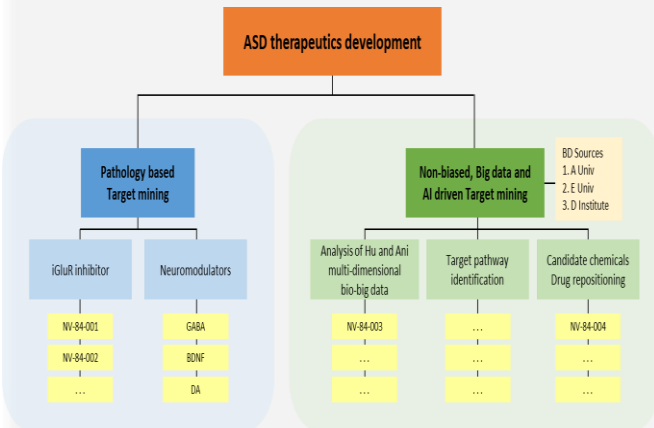 ASD therapeutics development
Pathology based
Target mining
Non-biased, Big data and
AI driven Target mining
BD Sources
1. A Univ
2. E Univ
3. D Institute
iGluR inhibitor
Neuromodulators
Analysis of Hu and Ani
multi-dimensional
bio-big data
Target pathway
identification
Candidate chemicals
Drug repositioning
NV-84-001
NV-84-002
...
GABA
BDNF
DA
NV-84-003
...
...
...
...
...
NV-84-004
...
...